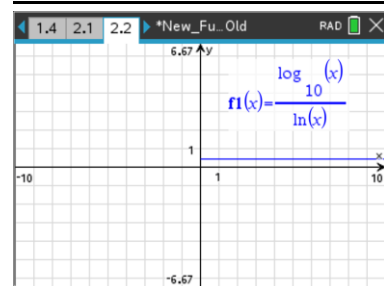 1.4 2.1 2.2 *New_Fu…Old RAD
6.67 y
f1(x)=log10(x)/ln(x)
1
x
-10 1 10
-6.67